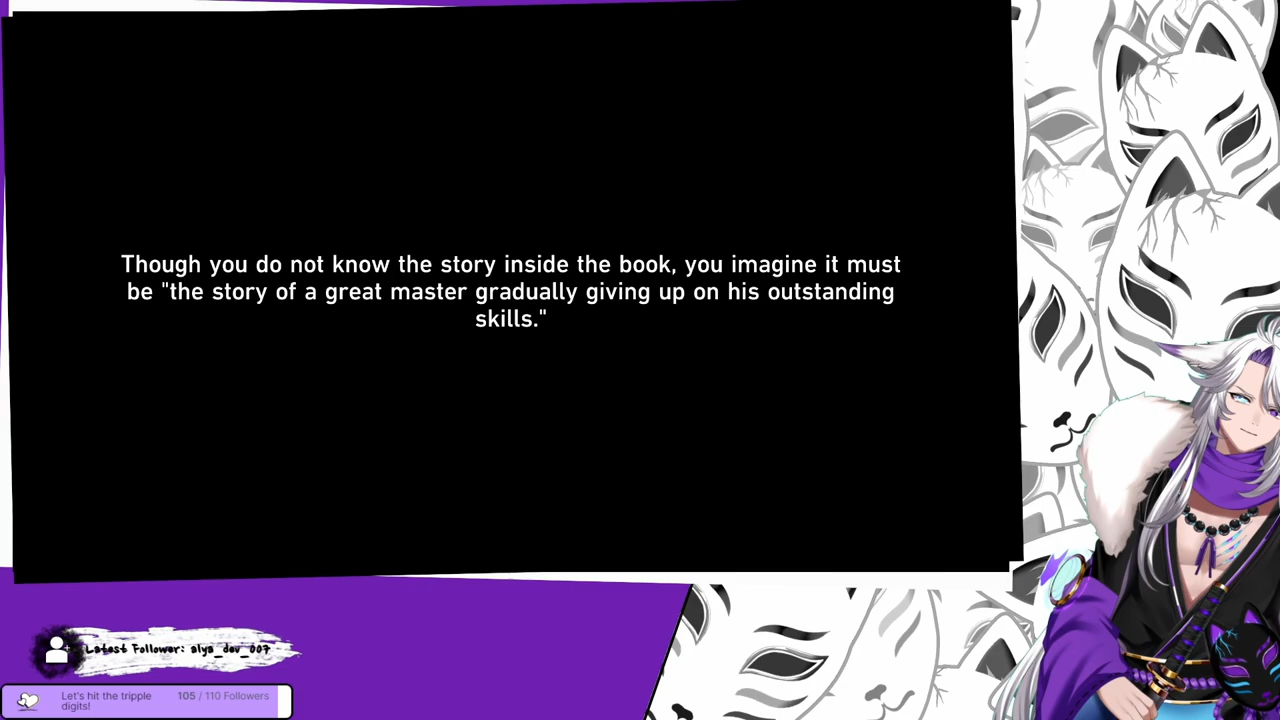 Though you do not know the story inside the book, you imagine it must
be "the story of a great master gradually giving up on his outstanding
skills."
Latest Follower: alya_dev_007
Let's hit the tripple
digits!
105 / 110 Followers